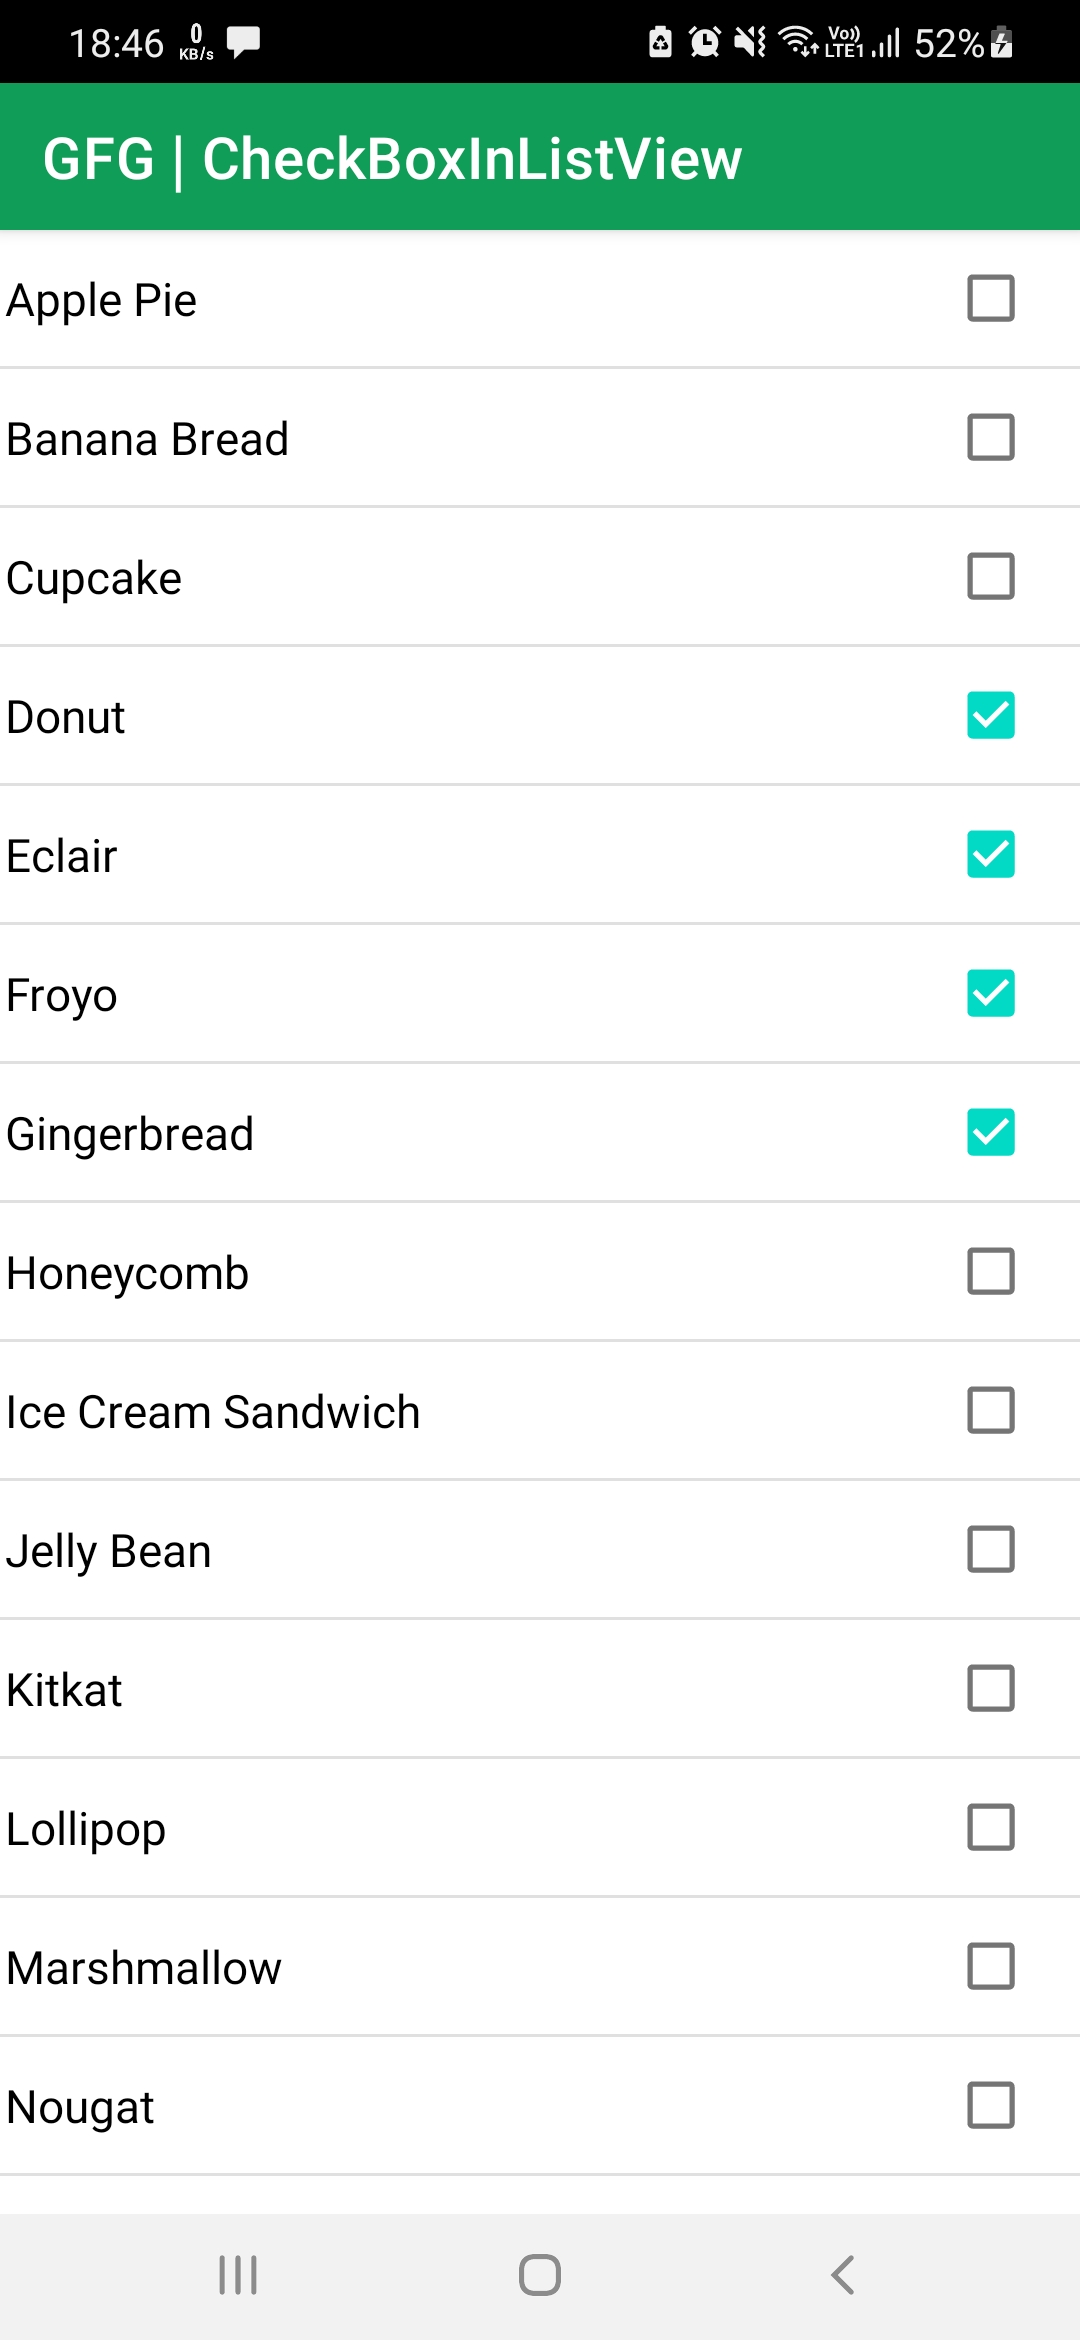 18:46 0 KB/s Vo)) LTE1 52%
GFG | CheckBoxInListView
Apple Pie
Banana Bread
Cupcake
Donut
Eclair
Froyo
Gingerbread
Honeycomb
Ice Cream Sandwich
Jelly Bean
Kitkat
Lollipop
Marshmallow
Nougat